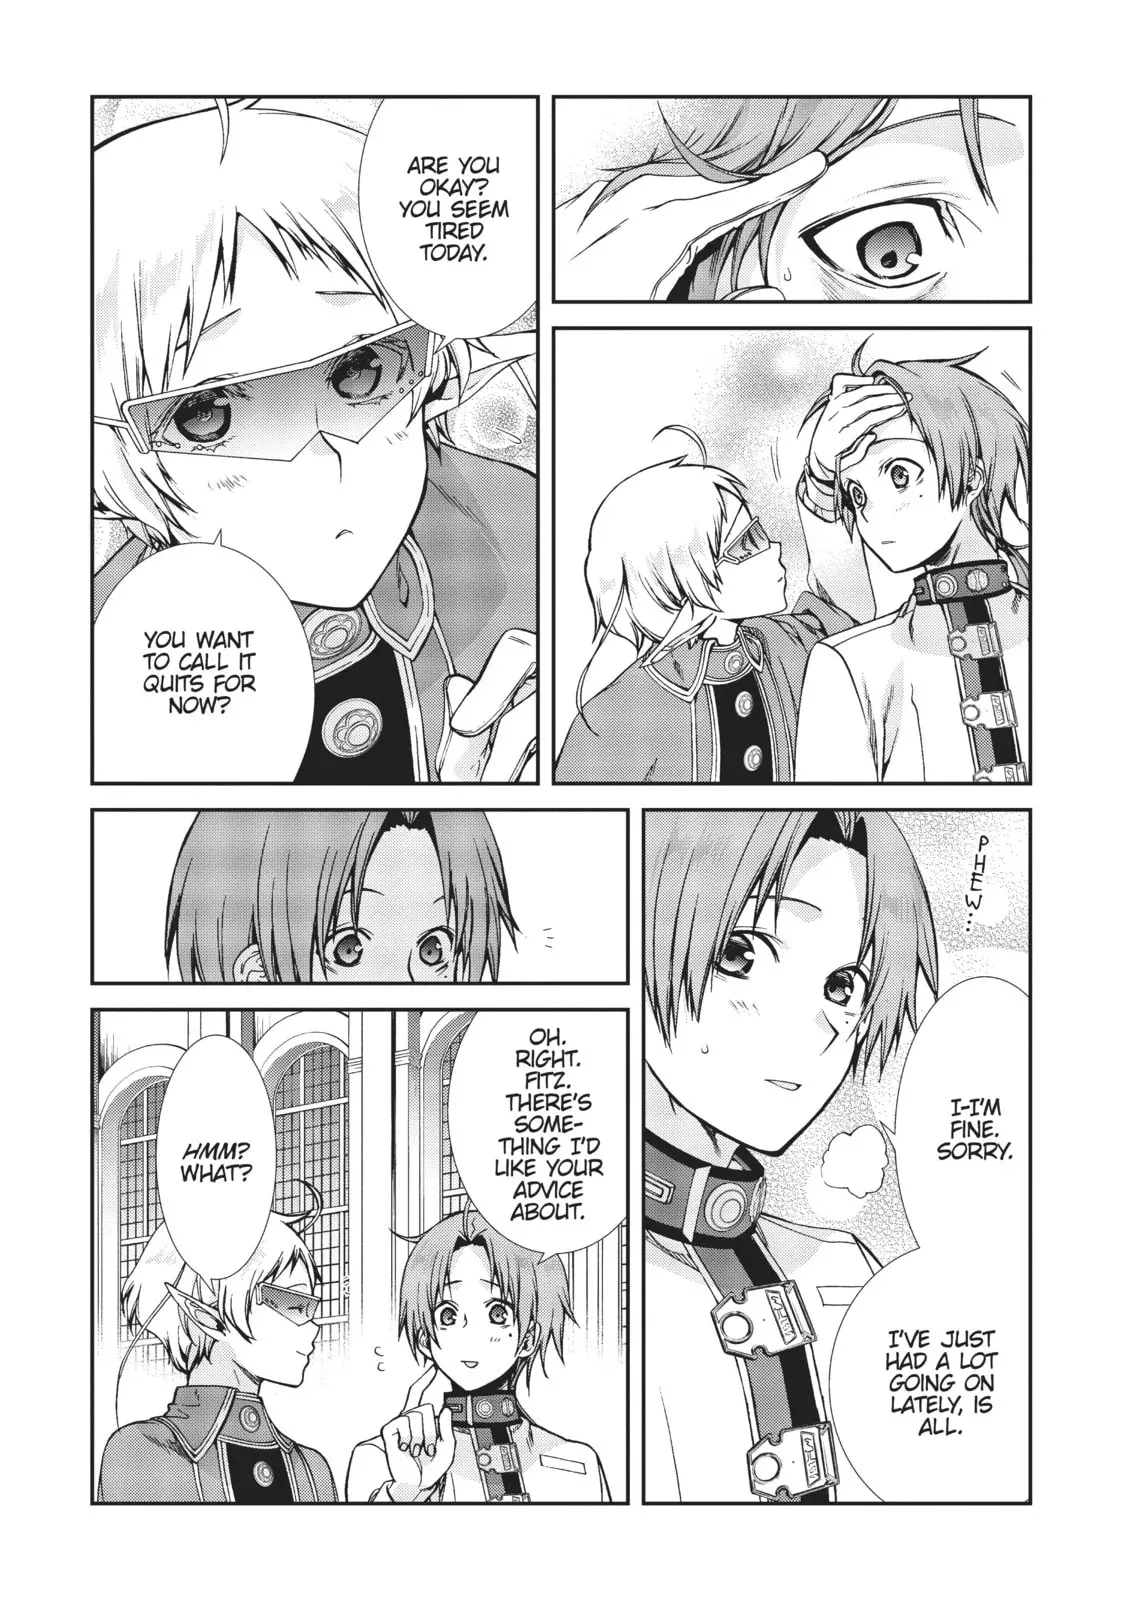 ARE YOU
OKAY?
YOU SEEM
TIRED
TODAY.
YOU WANT
TO CALL IT
QUITS FOR
NOW?
PHEW...
I-I'M
FINE.
SORRY.
I'VE JUST
HAD A LOT
GOING ON
LATELY, IS
ALL.
OH.
RIGHT.
FITZ.
THERE'S
SOME-
THING I'D
LIKE YOUR
ADVICE
ABOUT.
HMM?
WHAT?